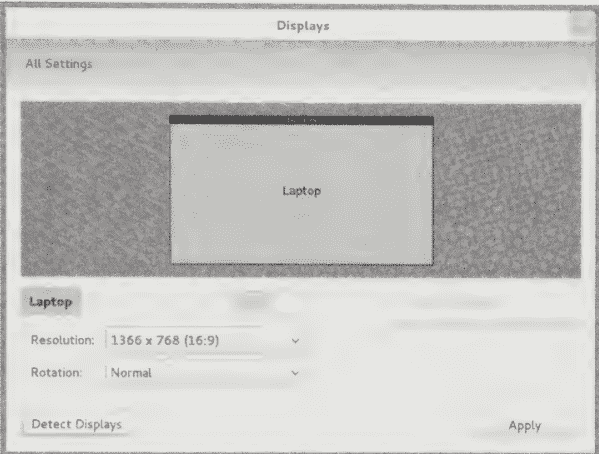 Displays
All Settings
Laptop
Laptop
Resolution: 1366 x 768 (16:9)
Rotation: Normal
Detect Displays
Apply